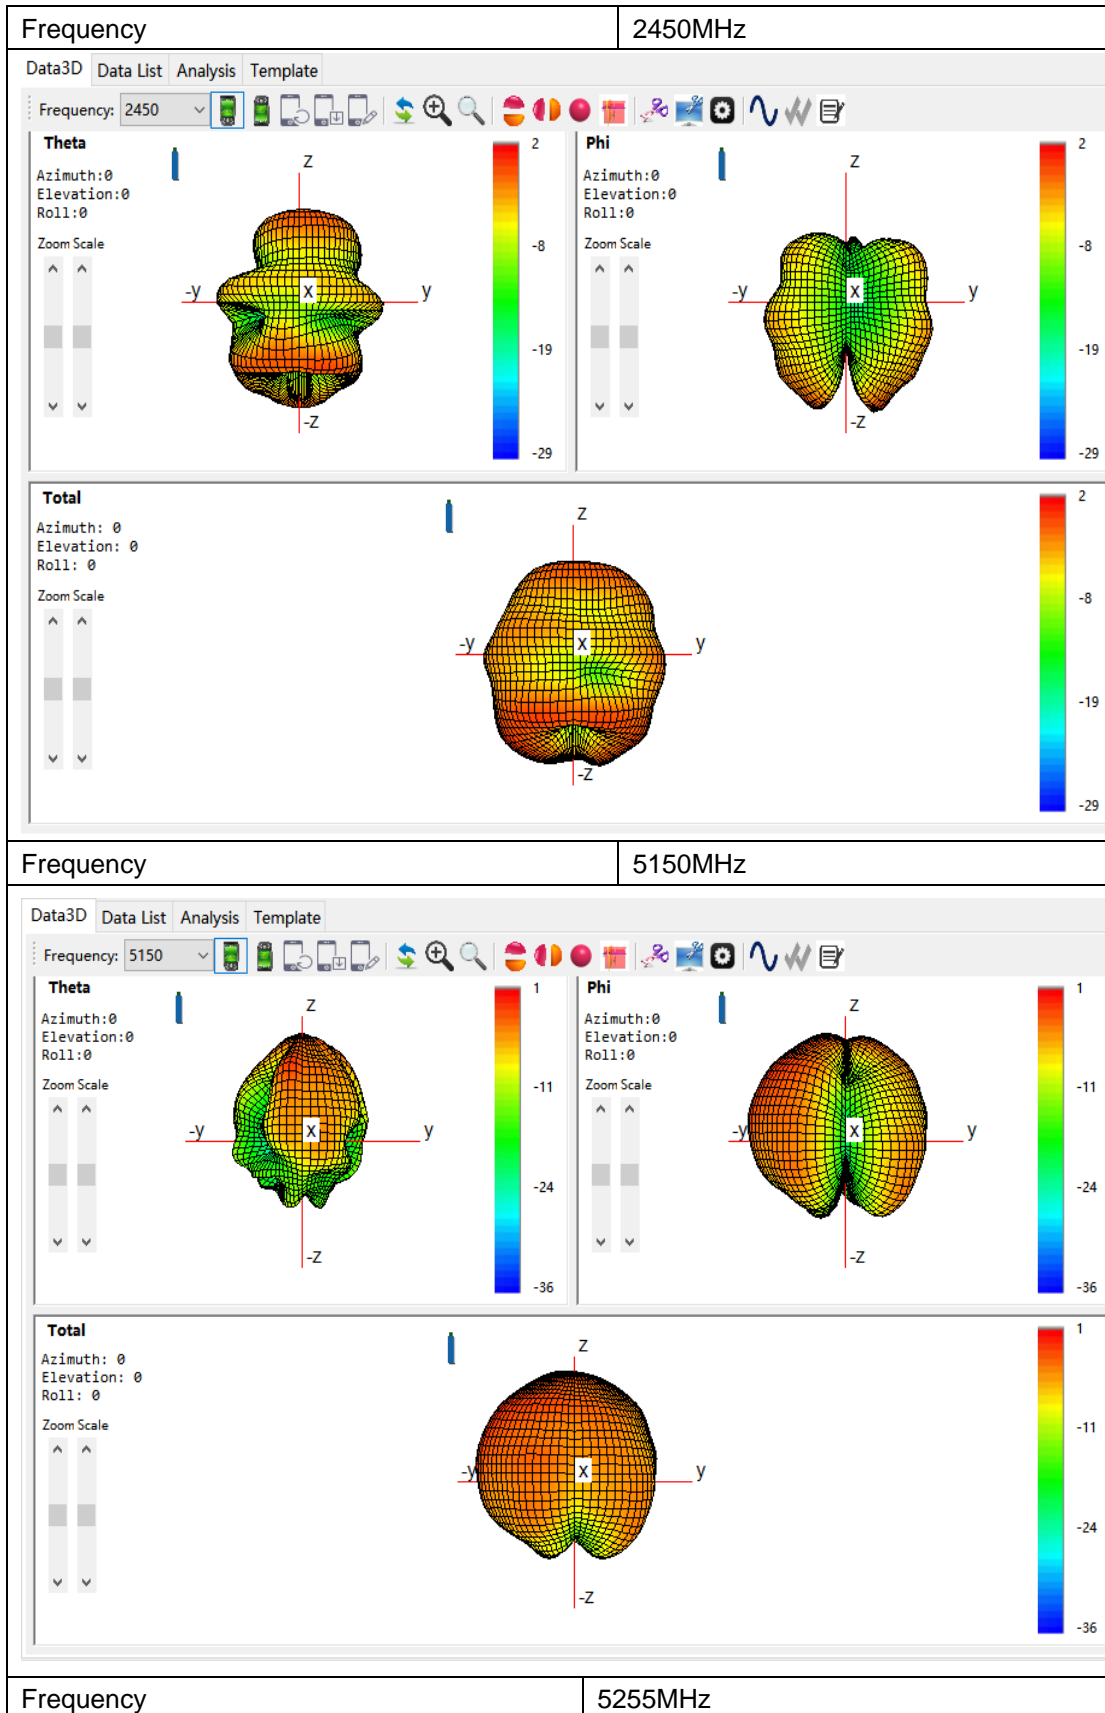 Frequency 2450MHz
Data3D Data List Analysis Template
Frequency: 2450
Theta
Azimuth:0
Elevation:0
Roll:0
Zoom Scale
z
-y X y
-z
2
-8
-19
-29
Phi
Azimuth:0
Elevation:0
Roll:0
Zoom Scale
z
-y X y
-z
2
-8
-19
-29
Total
Azimuth: 0
Elevation: 0
Roll: 0
Zoom Scale
z
-y X y
-z
2
-8
-19
-29
Frequency 5150MHz
Data3D Data List Analysis Template
Frequency: 5150
Theta
Azimuth:0
Elevation:0
Roll:0
Zoom Scale
z
-y X y
-z
1
-11
-24
-36
Phi
Azimuth:0
Elevation:0
Roll:0
Zoom Scale
z
-y X y
-z
1
-11
-24
-36
Total
Azimuth: 0
Elevation: 0
Roll: 0
Zoom Scale
z
-y X y
-z
1
-11
-24
-36
Frequency 5255MHz